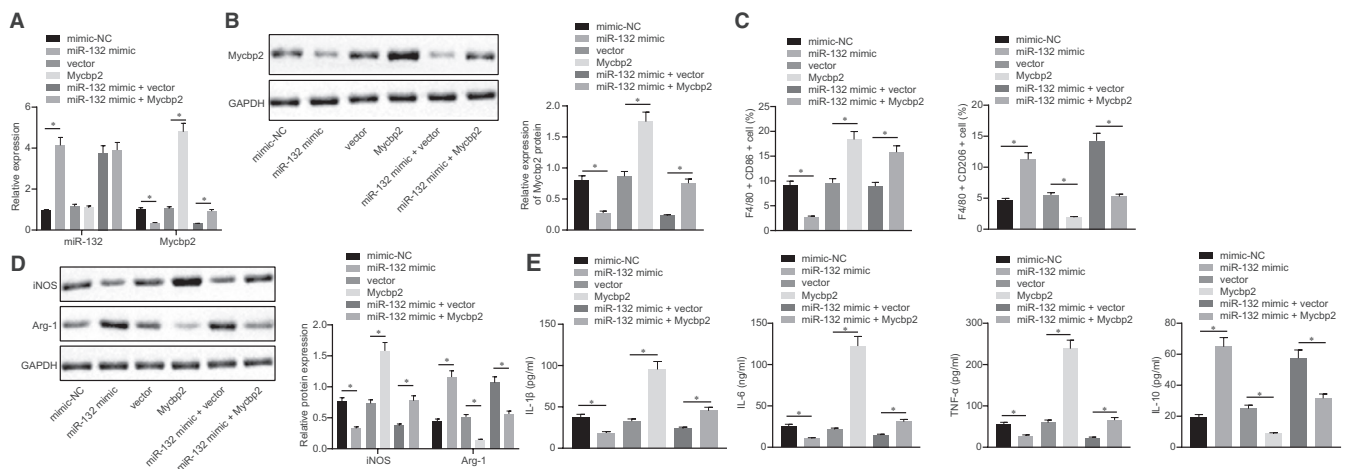 A
mimic-NC
miR-132 mimic
vector
Mycbp2
miR-132 mimic + vector
miR-132 mimic + Mycbp2
Relative expression
6
4
2
0
*
*
*
*
miR-132
Mycbp2
B
Mycbp2
GAPDH
mimic-NC
miR-132 mimic
vector
Mycbp2
miR-132 mimic + vector
miR-132 mimic + Mycbp2
mimic-NC
miR-132 mimic
vector
Mycbp2
miR-132 mimic + vector
miR-132 mimic + Mycbp2
Relative expression
of Mycbp2 protein
2.0
1.5
1.0
0.5
0.0
*
*
*
C
mimic-NC
miR-132 mimic
vector
Mycbp2
miR-132 mimic + vector
miR-132 mimic + Mycbp2
F4/80 + CD86 + cell (%)
25
20
15
10
5
0
*
*
*
mimic-NC
miR-132 mimic
vector
Mycbp2
miR-132 mimic + vector
miR-132 mimic + Mycbp2
F4/80 + CD206 + cell (%)
20
15
10
5
0
*
*
*
D
iNOS
Arg-1
GAPDH
mimic-NC
miR-132 mimic
vector
Mycbp2
miR-132 mimic + vector
miR-132 mimic + Mycbp2
mimic-NC
miR-132 mimic
vector
Mycbp2
miR-132 mimic + vector
miR-132 mimic + Mycbp2
Relative protein expression
2.0
1.5
1.0
0.5
0.0
*
*
*
*
*
*
iNOS
Arg-1
E
mimic-NC
miR-132 mimic
vector
Mycbp2
miR-132 mimic + vector
miR-132 mimic + Mycbp2
IL-1β (pg/ml)
150
100
50
0
*
*
*
mimic-NC
miR-132 mimic
vector
Mycbp2
miR-132 mimic + vector
miR-132 mimic + Mycbp2
IL-6 (ng/ml)
150
100
50
0
*
*
*
mimic-NC
miR-132 mimic
vector
Mycbp2
miR-132 mimic + vector
miR-132 mimic + Mycbp2
TNF-α (pg/ml)
300
200
100
0
*
*
*
mimic-NC
miR-132 mimic
vector
Mycbp2
miR-132 mimic + vector
miR-132 mimic + Mycbp2
IL-10 (pg/ml)
80
60
40
20
0
*
*
*